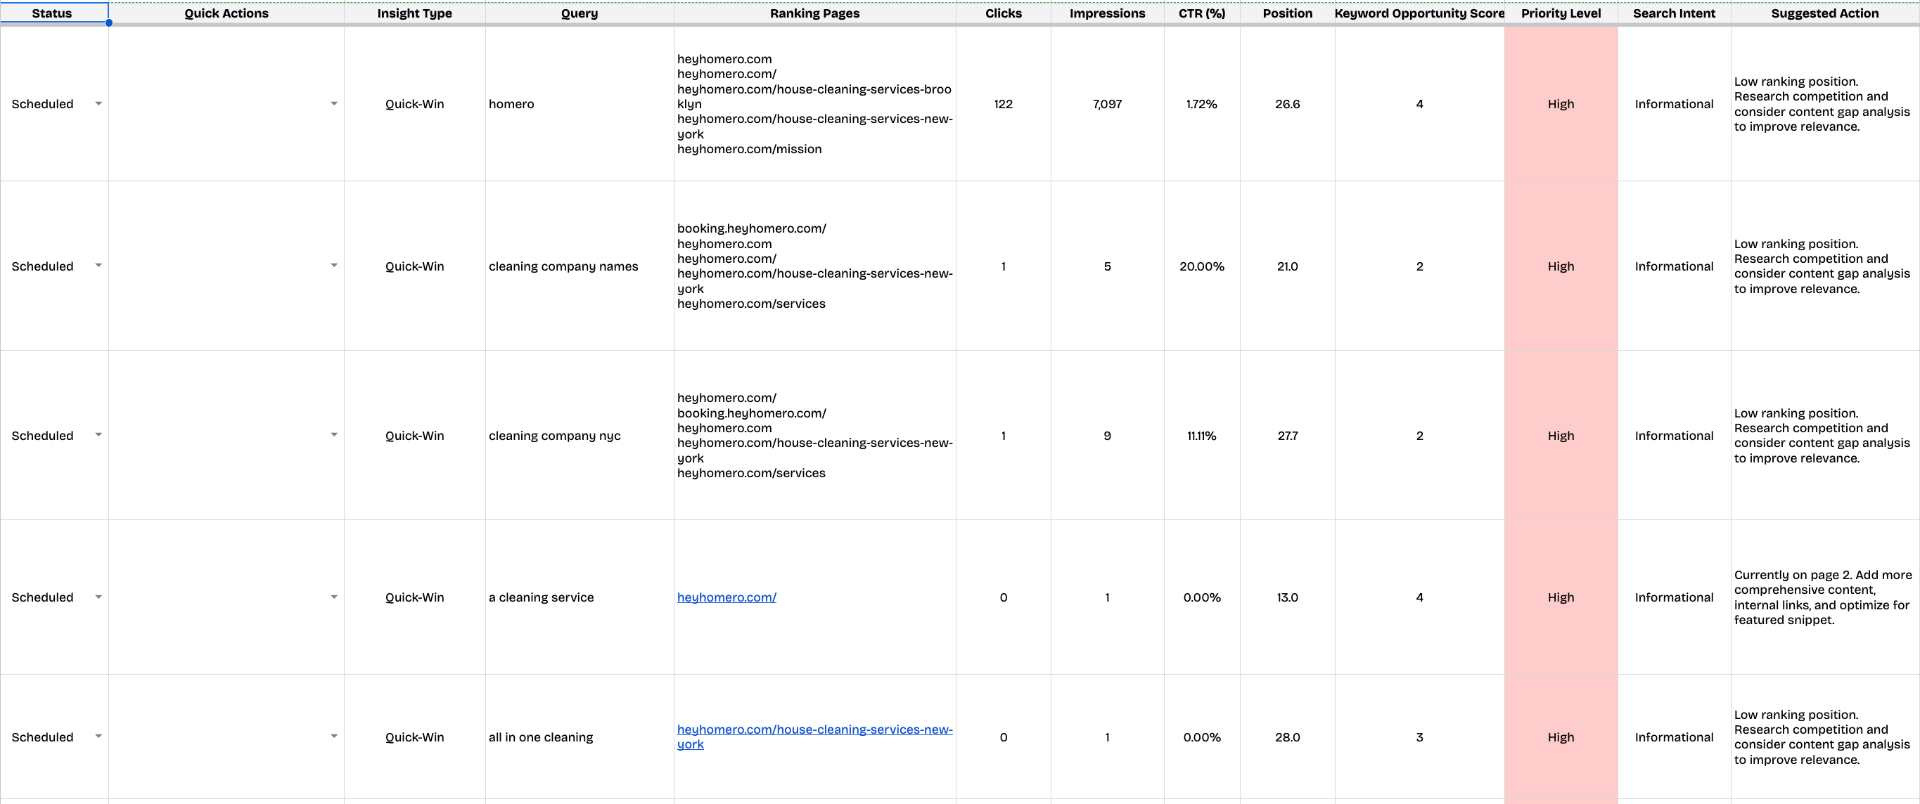 Status Quick Actions Insight Type Query Ranking Pages Clicks Impressions CTR (%) Position Keyword Opportunity Score Priority Level Search Intent Suggested Action
Scheduled
Quick-Win
homero
heyhomero.com
heyhomero.com/
heyhomero.com/house-cleaning-services-broo
klyn
heyhomero.com/house-cleaning-services-new-
york
heyhomero.com/mission
122
7,097
1.72%
26.6
4
High
Informational
Low ranking position.
Research competition and
consider content gap analysis
to improve relevance.
Scheduled
Quick-Win
cleaning company names
booking.heyhomero.com/
heyhomero.com
heyhomero.com/
heyhomero.com/house-cleaning-services-new-
york
heyhomero.com/services
1
5
20.00%
21.0
2
High
Informational
Low ranking position.
Research competition and
consider content gap analysis
to improve relevance.
Scheduled
Quick-Win
cleaning company nyc
heyhomero.com/
booking.heyhomero.com/
heyhomero.com
heyhomero.com/house-cleaning-services-new-
york
heyhomero.com/services
1
9
11.11%
27.7
2
High
Informational
Low ranking position.
Research competition and
consider content gap analysis
to improve relevance.
Scheduled
Quick-Win
a cleaning service
heyhomero.com/
0
1
0.00%
13.0
4
High
Informational
Currently on page 2. Add more
comprehensive content,
internal links, and optimize for
featured snippet.
Scheduled
Quick-Win
all in one cleaning
heyhomero.com/house-cleaning-services-new-
york
0
1
0.00%
28.0
3
High
Informational
Low ranking position.
Research competition and
consider content gap analysis
to improve relevance.